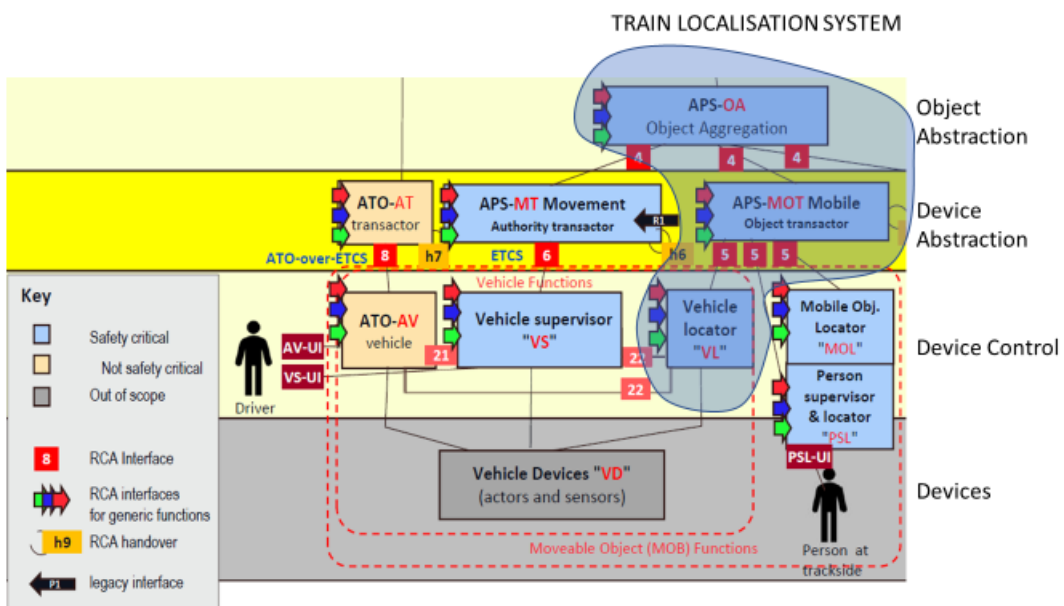 TRAIN LOCALISATION SYSTEM
APS-OA
Object Aggregation
Object
Abstraction
4
4
4
ATO-AT
transactor
APS-MT Movement
Authority transactor
R1
APS-MOT Mobile
Object transactor
Device
Abstraction
ATO-over-ETCS
8
h7
ETCS
6
h6
5
5
5
Vehicle Functions
Key
Safety critical
Not safety critical
Out of scope
8
RCA Interface
RCA interfaces
for generic functions
h9
RCA handover
P1
legacy interface
AV-UI
VS-UI
Driver
ATO-AV
vehicle
21
Vehicle supervisor
"VS"
22
Vehicle
locator
"VL"
Mobile Obj.
Locator
"MOL"
Person
supervisor
& locator
"PSL"
PSL-UI
Device Control
Vehicle Devices "VD"
(actors and sensors)
Devices
Moveable Object (MOB) Functions
Person at
trackside